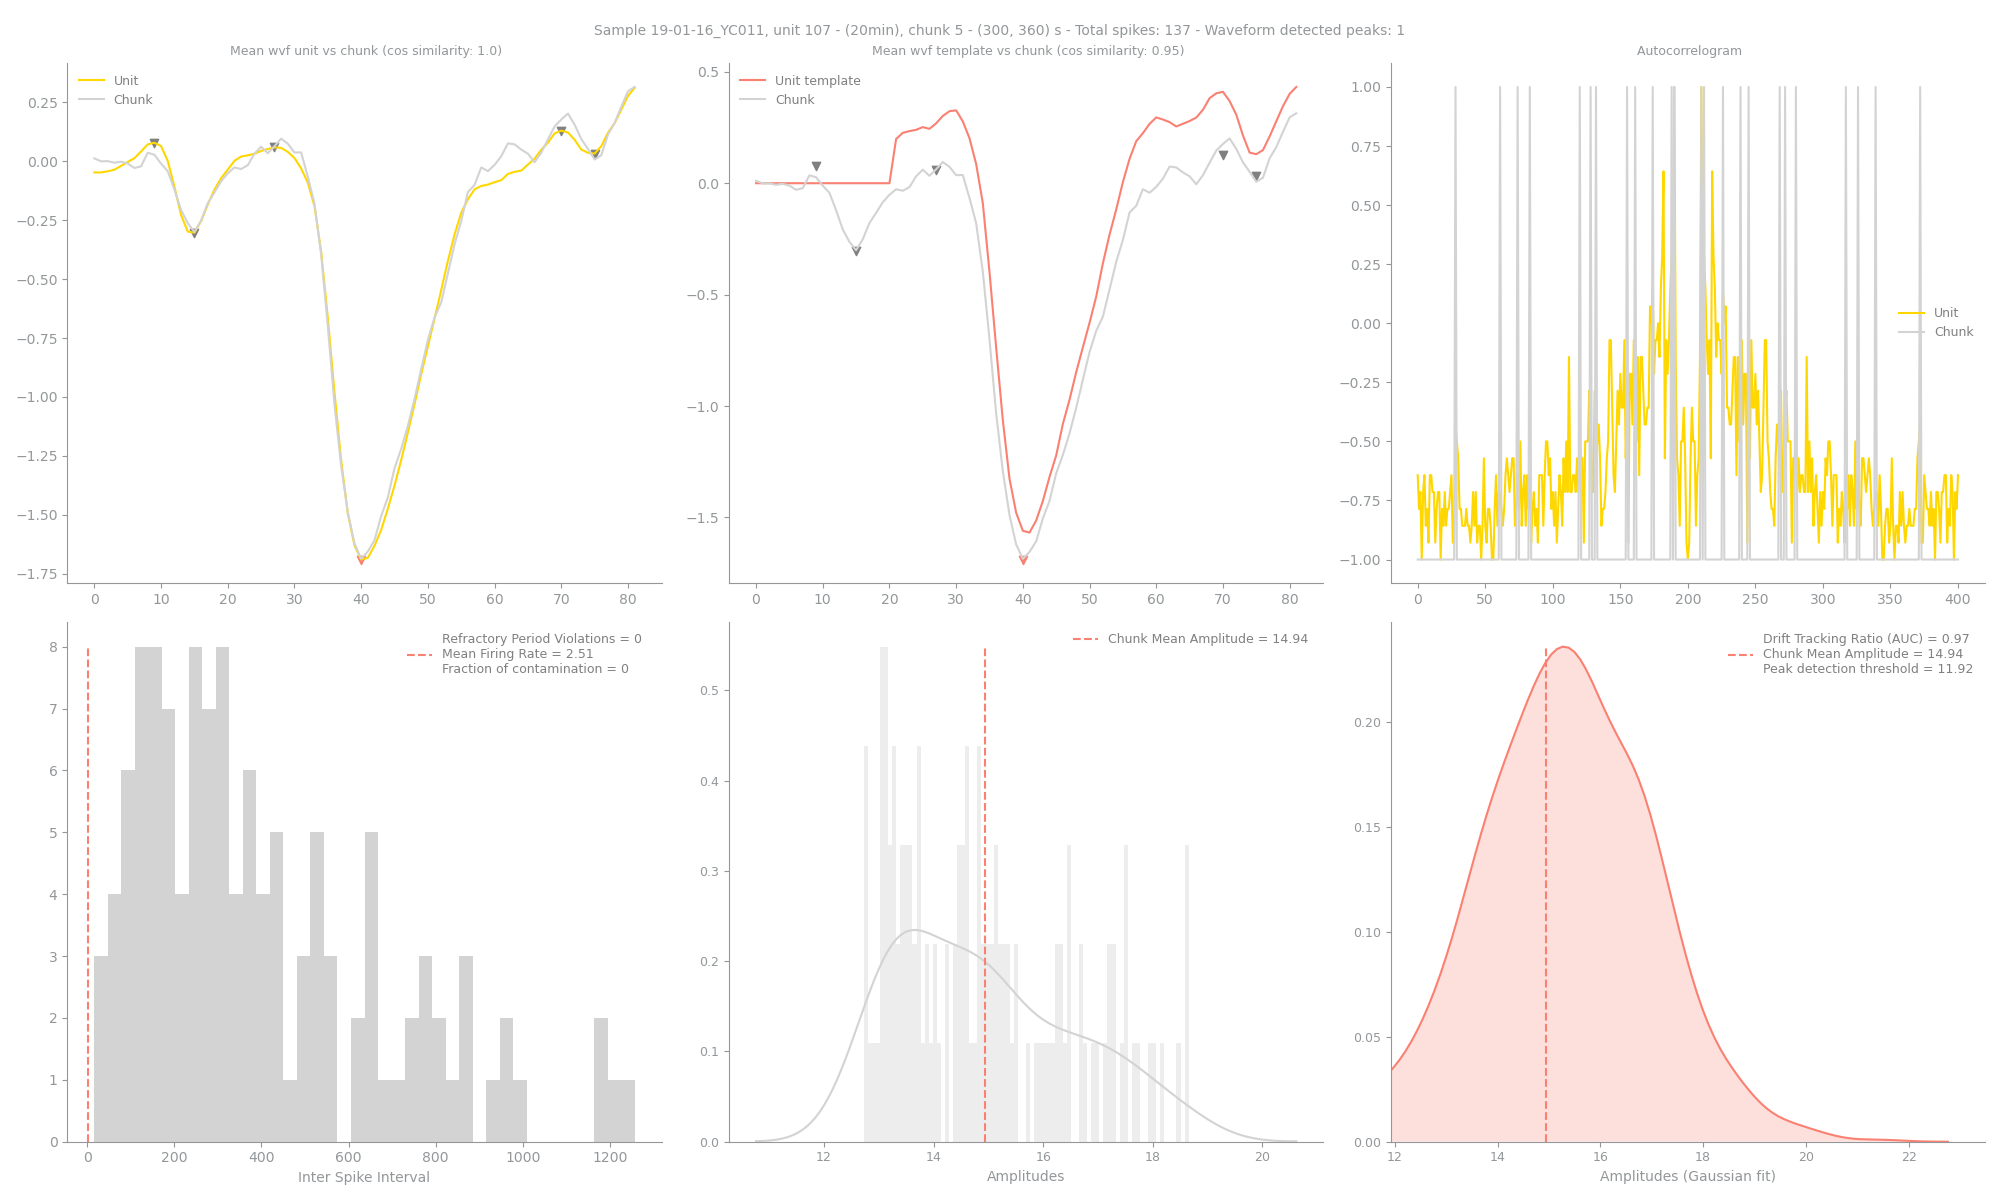 Sample 19-01-16_YC011, unit 107 - (20min), chunk 5 - (300, 360) s - Total spikes: 137 - Waveform detected peaks: 1
Mean wvf unit vs chunk (cos similarity: 1.0)
Unit
Chunk
0.25
0.00
−0.25
−0.50
−0.75
−1.00
−1.25
−1.50
−1.75
0 10 20 30 40 50 60 70 80
Mean wvf template vs chunk (cos similarity: 0.95)
Unit template
Chunk
0.5
0.0
−0.5
−1.0
−1.5
0 10 20 30 40 50 60 70 80
Autocorrelogram
Unit
Chunk
1.00
0.75
0.50
0.25
0.00
−0.25
−0.50
−0.75
−1.00
0 50 100 150 200 250 300 350 400
Refractory Period Violations = 0
Mean Firing Rate = 2.51
Fraction of contamination = 0
8
7
6
5
4
3
2
1
0
0 200 400 600 800 1000 1200
Inter Spike Interval
Chunk Mean Amplitude = 14.94
0.5
0.4
0.3
0.2
0.1
0.0
12 14 16 18 20
Amplitudes
Drift Tracking Ratio (AUC) = 0.97
Chunk Mean Amplitude = 14.94
Peak detection threshold = 11.92
0.20
0.15
0.10
0.05
0.00
12 14 16 18 20 22
Amplitudes (Gaussian fit)